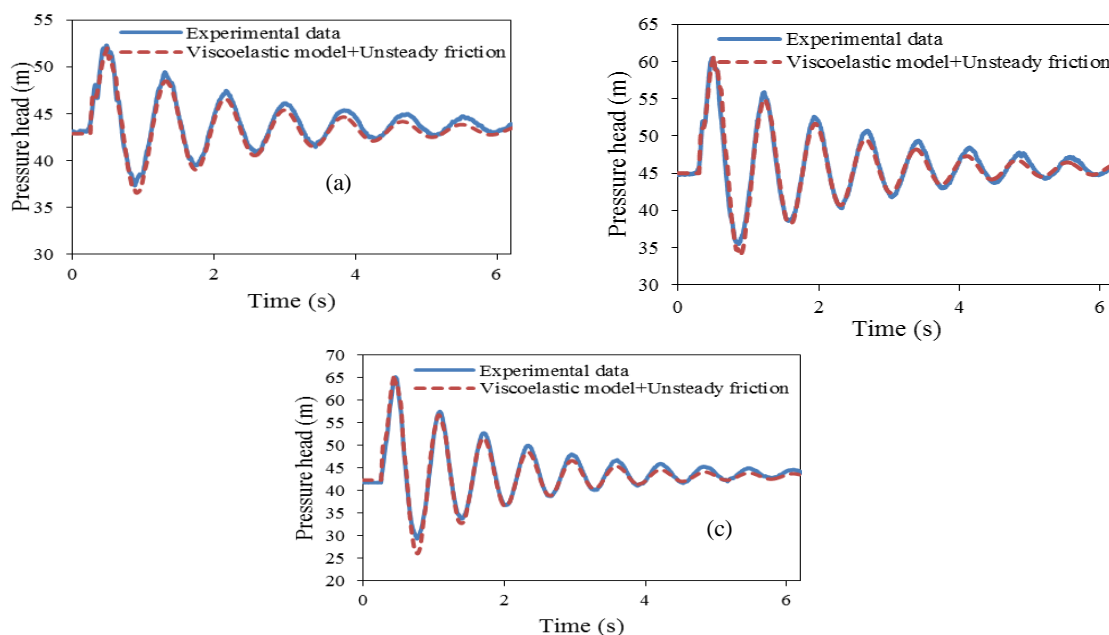 55
50
45
40
35
30
Pressure head (m)
Experimental data
Viscoelastic model+Unsteady friction
(a)
0
2
4
6
Time (s)
65
60
55
50
45
40
35
30
Pressure head (m)
Experimental data
Viscoelastic model+Unsteady friction
0
2
4
6
Time (s)
70
65
60
55
50
45
40
35
30
25
20
Pressure head (m)
Experimental data
Viscoelastic model+Unsteady friction
(c)
0
2
4
6
Time (s)